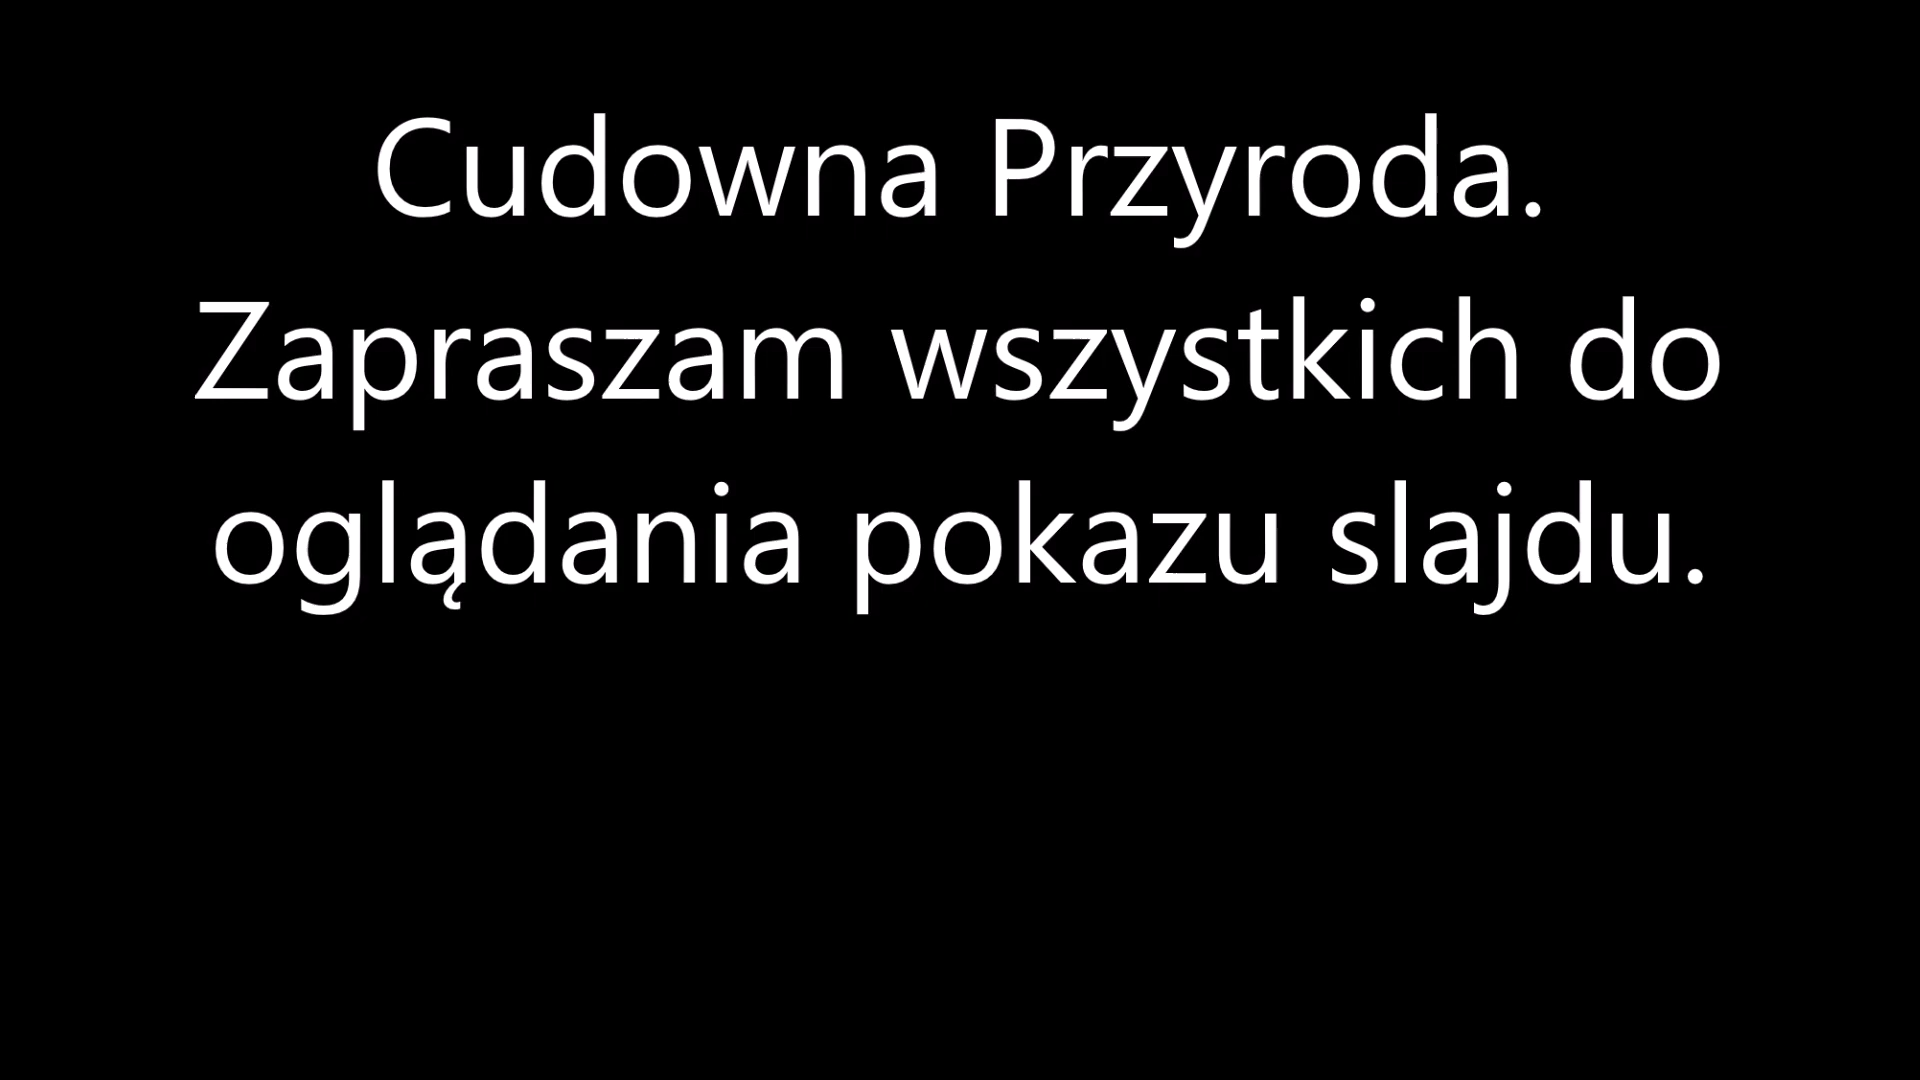 Cudowna Przyroda.
Zapraszam wszystkich do
oglądania pokazu slajdu.